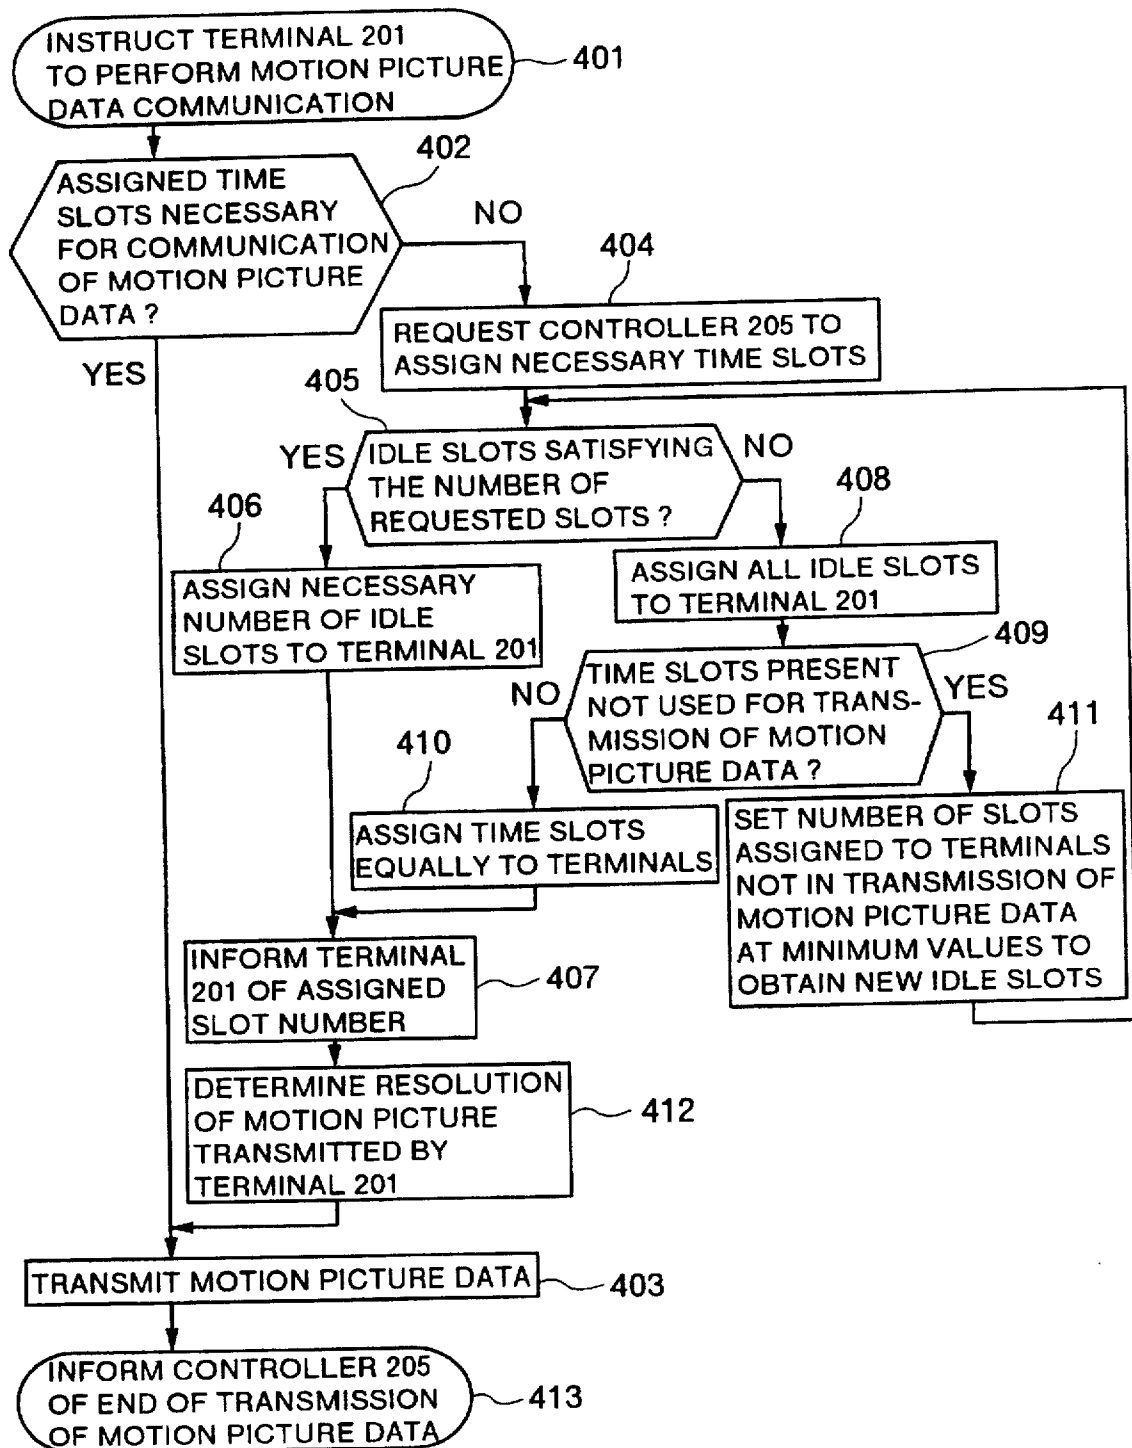 INSTRUCT TERMINAL 201
TO PERFORM MOTION PICTURE
DATA COMMUNICATION
401
402
ASSIGNED TIME
SLOTS NECESSARY
FOR COMMUNICATION
OF MOTION PICTURE
DATA ?
NO
YES
404
REQUEST CONTROLLER 205 TO
ASSIGN NECESSARY TIME SLOTS
405
YES
IDLE SLOTS SATISFYING
THE NUMBER OF
REQUESTED SLOTS ?
NO
406
ASSIGN NECESSARY
NUMBER OF IDLE
SLOTS TO TERMINAL 201
408
ASSIGN ALL IDLE SLOTS
TO TERMINAL 201
409
NO
TIME SLOTS PRESENT
NOT USED FOR TRANS-
MISSION OF MOTION
PICTURE DATA ?
YES
410
ASSIGN TIME SLOTS
EQUALLY TO TERMINALS
411
SET NUMBER OF SLOTS
ASSIGNED TO TERMINALS
NOT IN TRANSMISSION OF
MOTION PICTURE DATA
AT MINIMUM VALUES TO
OBTAIN NEW IDLE SLOTS
INFORM TERMINAL
201 OF ASSIGNED
SLOT NUMBER
407
DETERMINE RESOLUTION
OF MOTION PICTURE
TRANSMITTED BY
TERMINAL 201
412
TRANSMIT MOTION PICTURE DATA
403
INFORM CONTROLLER 205
OF END OF TRANSMISSION
OF MOTION PICTURE DATA
413